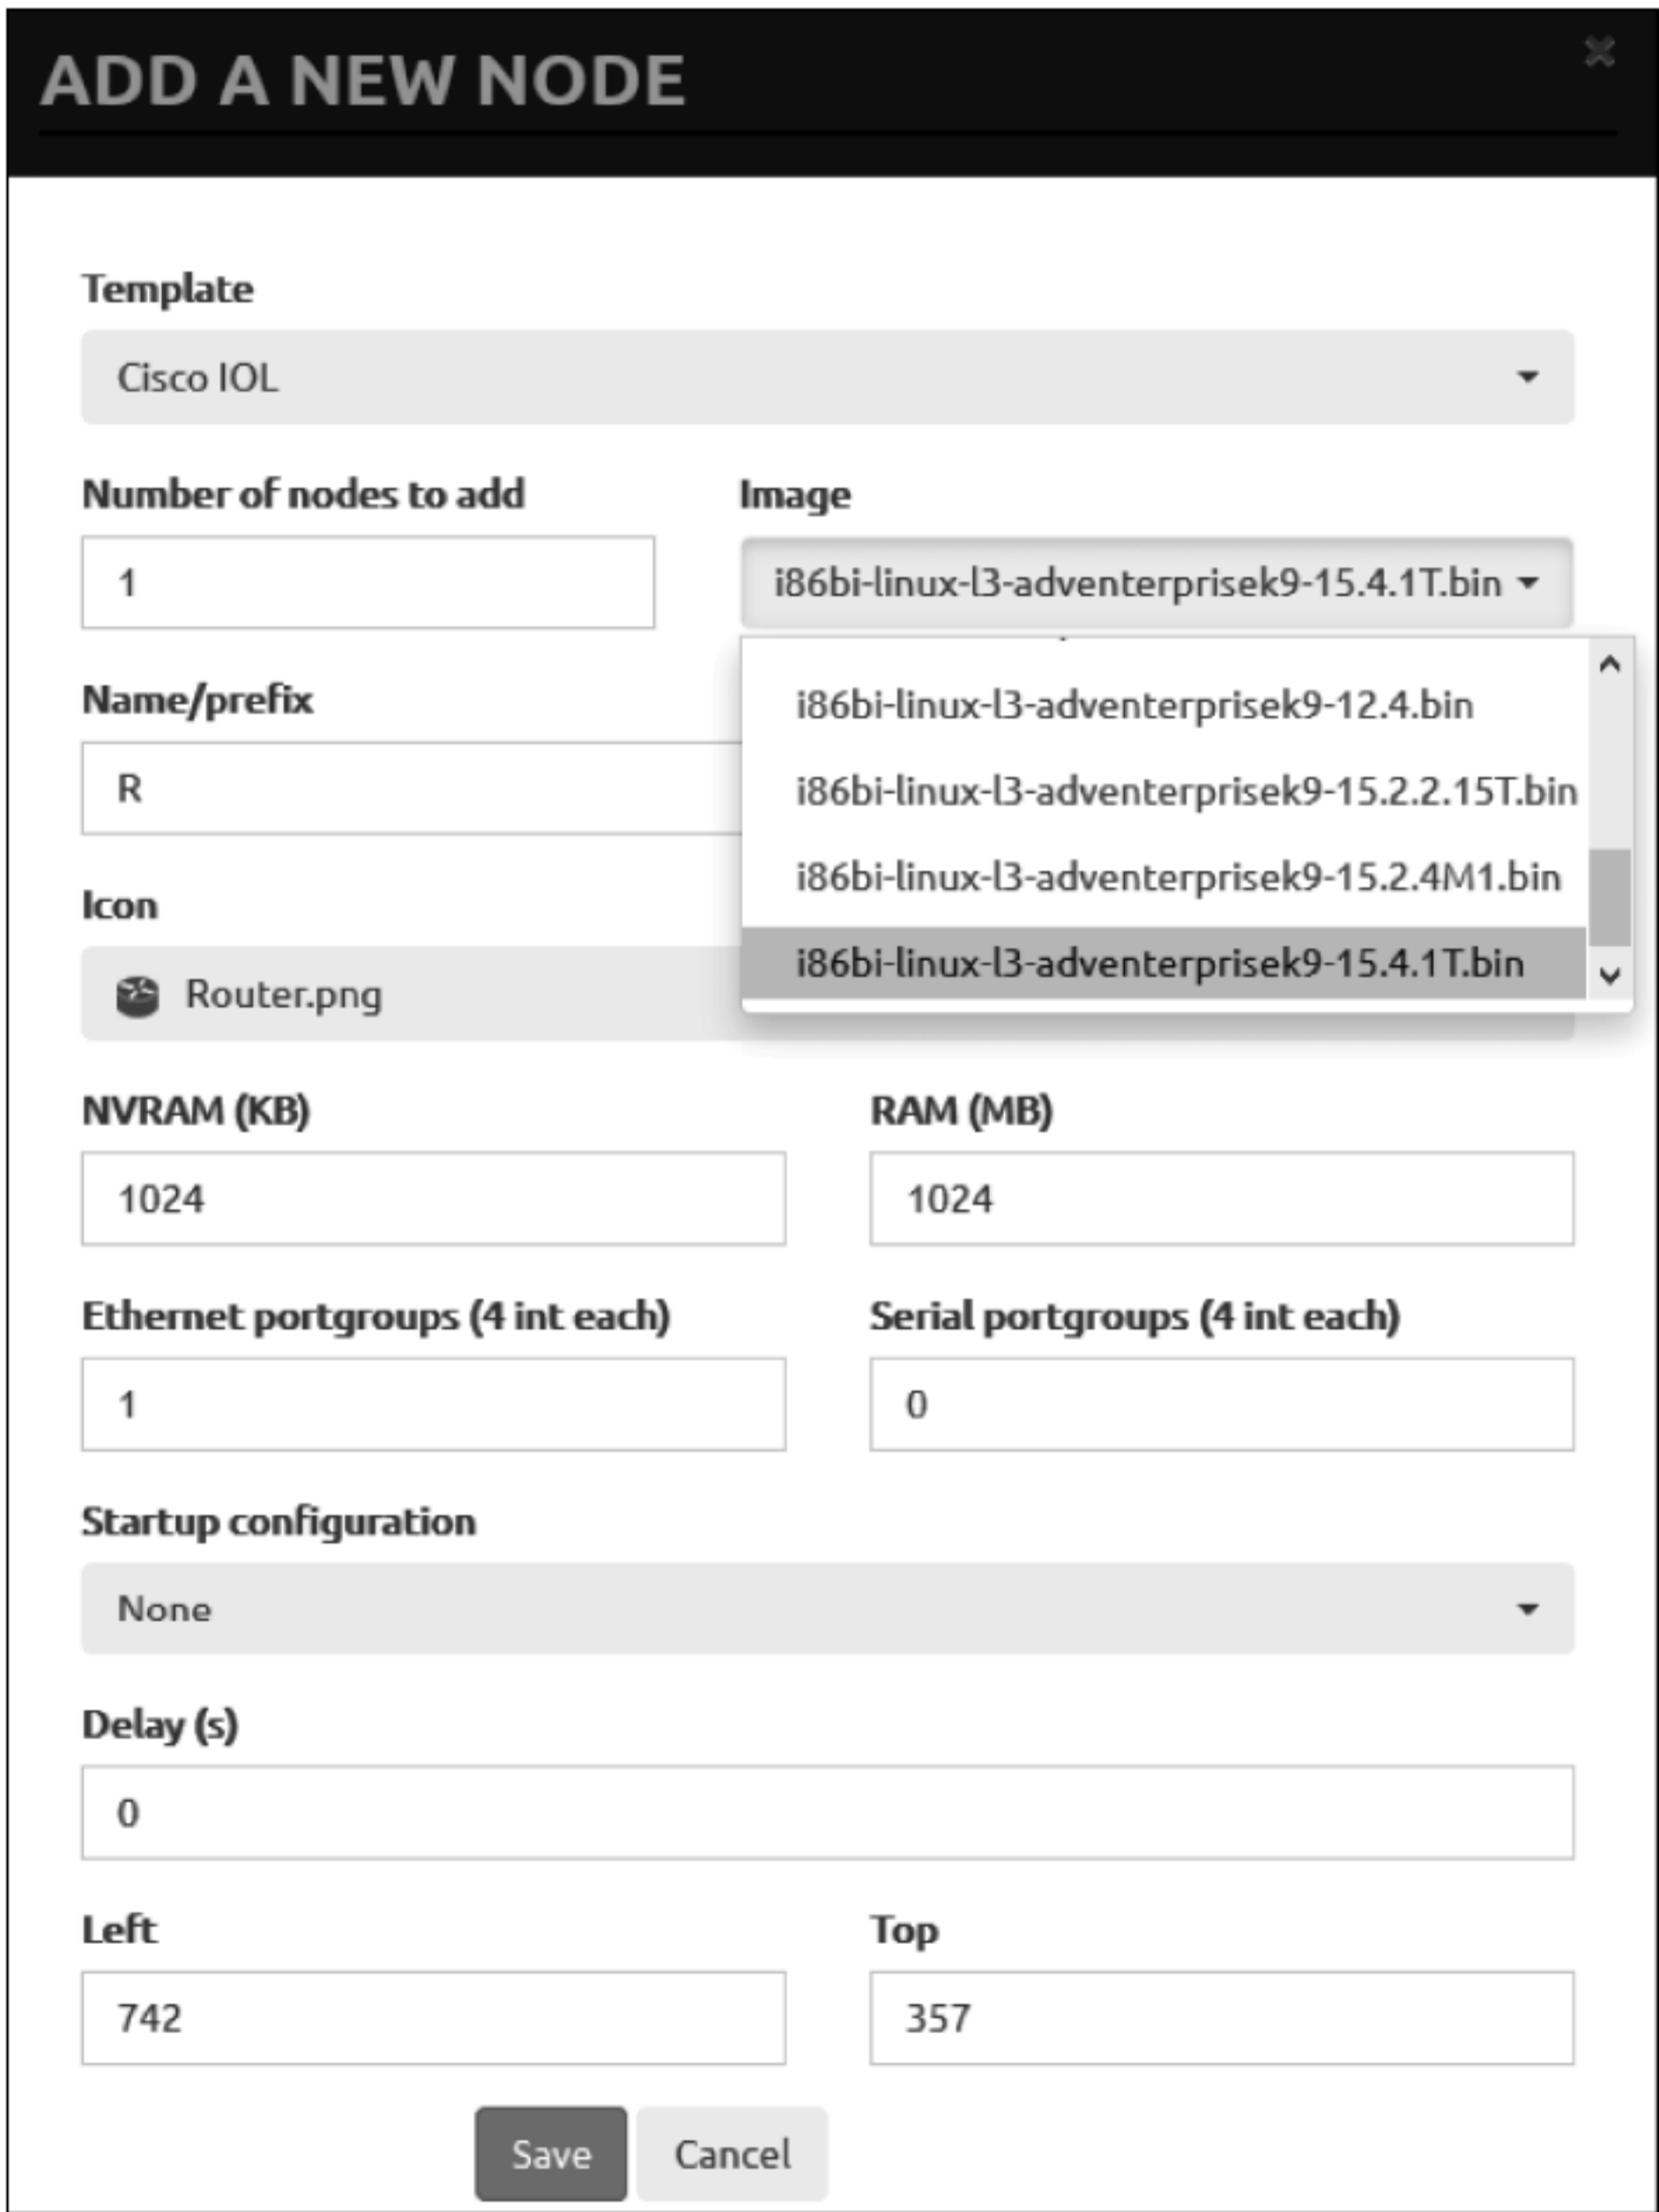 ADD A NEW NODE
Template
Cisco IOL
Number of nodes to add
Image
1
i86bi-linux-l3-adventerprisek9-15.4.1T.bin
i86bi-linux-l3-adventerprisek9-12.4.bin
i86bi-linux-l3-adventerprisek9-15.2.2.15T.bin
i86bi-linux-l3-adventerprisek9-15.2.4M1.bin
i86bi-linux-l3-adventerprisek9-15.4.1T.bin
Name/prefix
R
Icon
Router.png
NVRAM (KB)
RAM (MB)
1024
1024
Ethernet portgroups (4 int each)
Serial portgroups (4 int each)
1
0
Startup configuration
None
Delay (s)
0
Left
Top
742
357
Save
Cancel